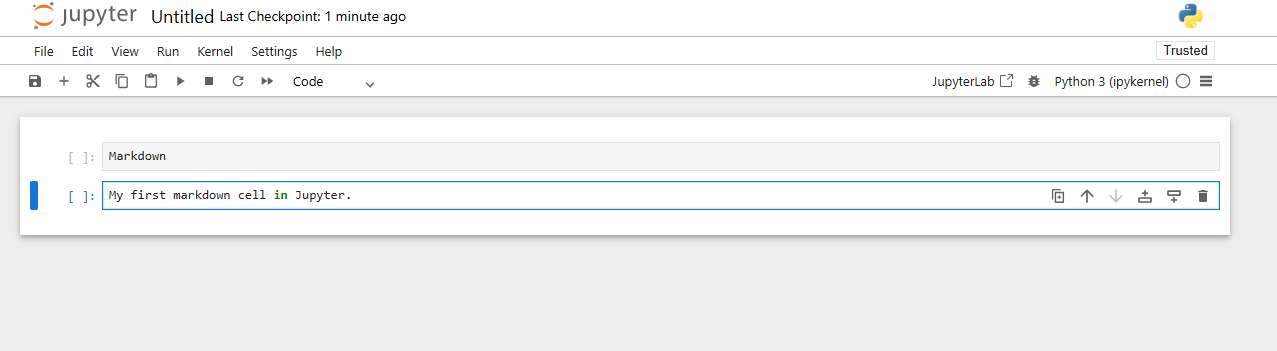 jupyter Untitled Last Checkpoint: 1 minute ago
File Edit View Run Kernel Settings Help Trusted
Code JupyterLab Python 3 (ipykernel)
[ ]: Markdown
[ ]: My first markdown cell in Jupyter.